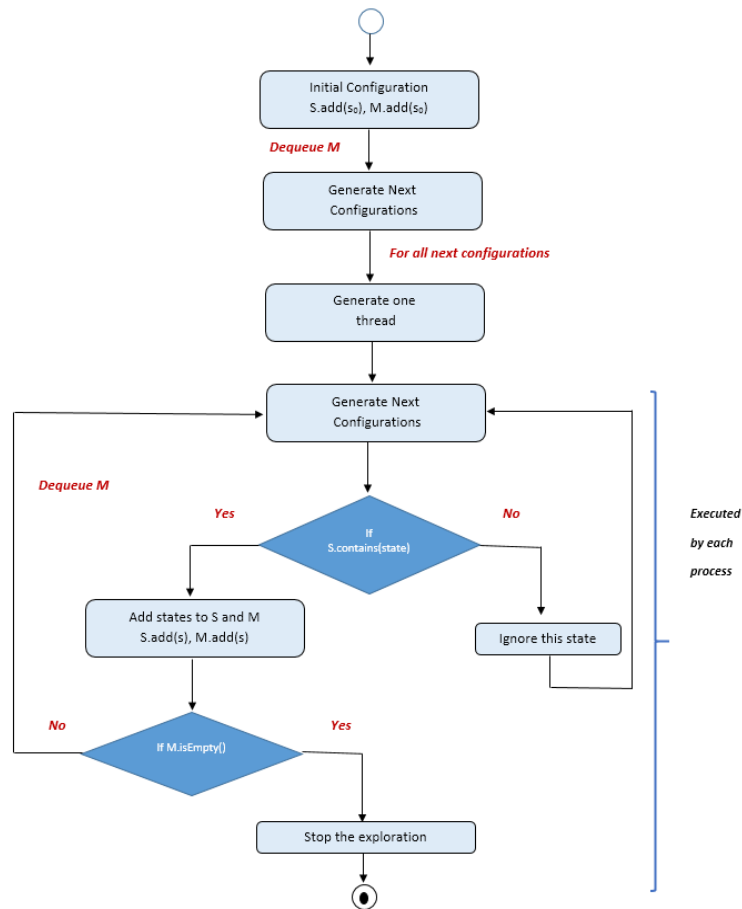 Initial Configuration
S.add(s₀), M.add(s₀)
Dequeue M
Generate Next
Configurations
For all next configurations
Generate one
thread
Generate Next
Configurations
Dequeue M
Yes
If
S.contains(state)
No
Executed
by each
process
Add states to S and M
S.add(s), M.add(s)
Ignore this state
No
If M.isEmpty()
Yes
Stop the exploration